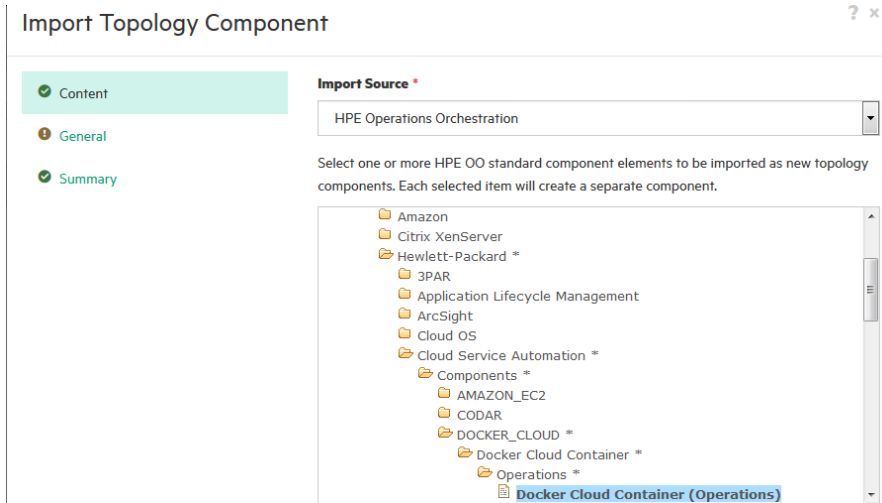 Import Topology Component
? ×
Content
General
Summary
Import Source *
HPE Operations Orchestration
Select one or more HPE OO standard component elements to be imported as new topology
components. Each selected item will create a separate component.
Amazon
Citrix XenServer
Hewlett-Packard *
3PAR
Application Lifecycle Management
ArcSight
Cloud OS
Cloud Service Automation *
Components *
AMAZON_EC2
CODAR
DOCKER_CLOUD *
Docker Cloud Container *
Operations *
Docker Cloud Container (Operations)